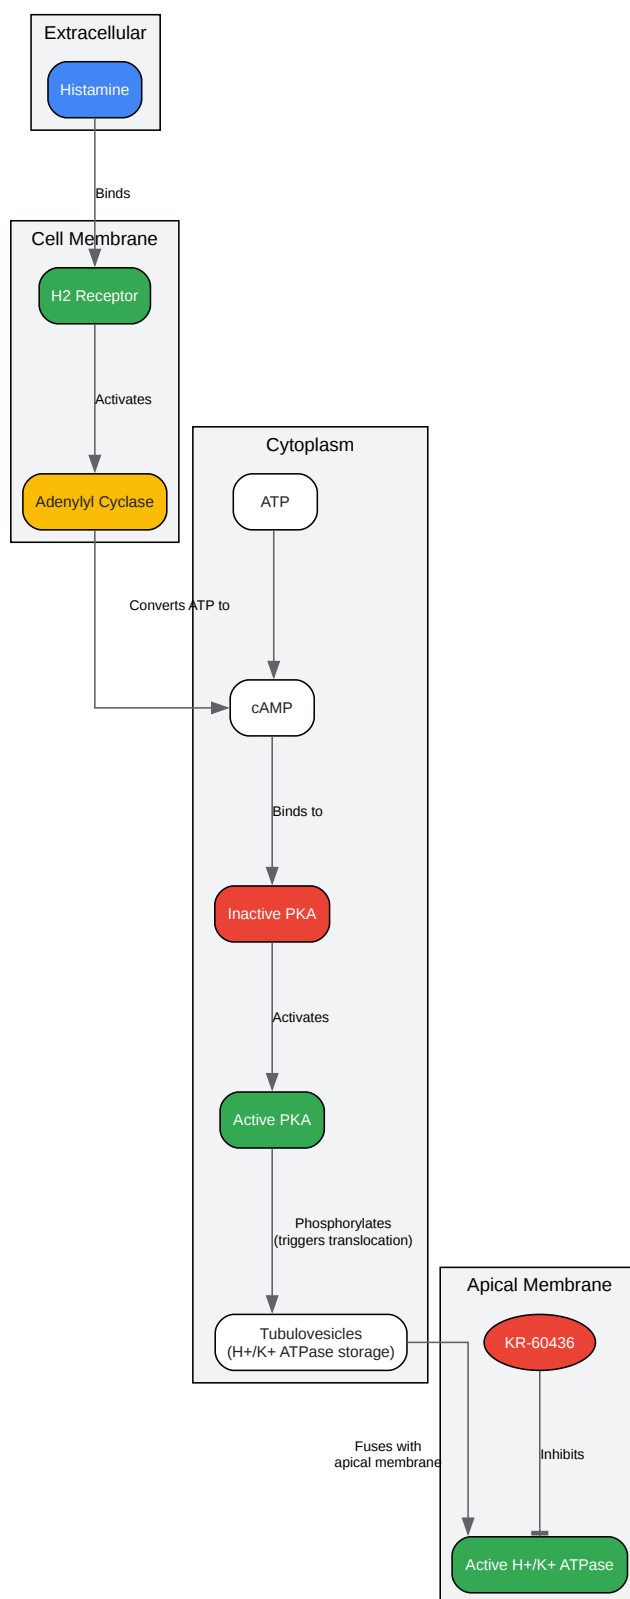 Extracellular
Histamine
Binds
Cell Membrane
H2 Receptor
Activates
Adenylyl Cyclase
Cytoplasm
ATP
Converts ATP to
cAMP
Binds to
Inactive PKA
Activates
Active PKA
Phosphorylates
(triggers translocation)
Tubulovesicles
(H+/K+ ATPase storage)
Apical Membrane
KR-60436
Fuses with
apical membrane
Inhibits
Active H+/K+ ATPase